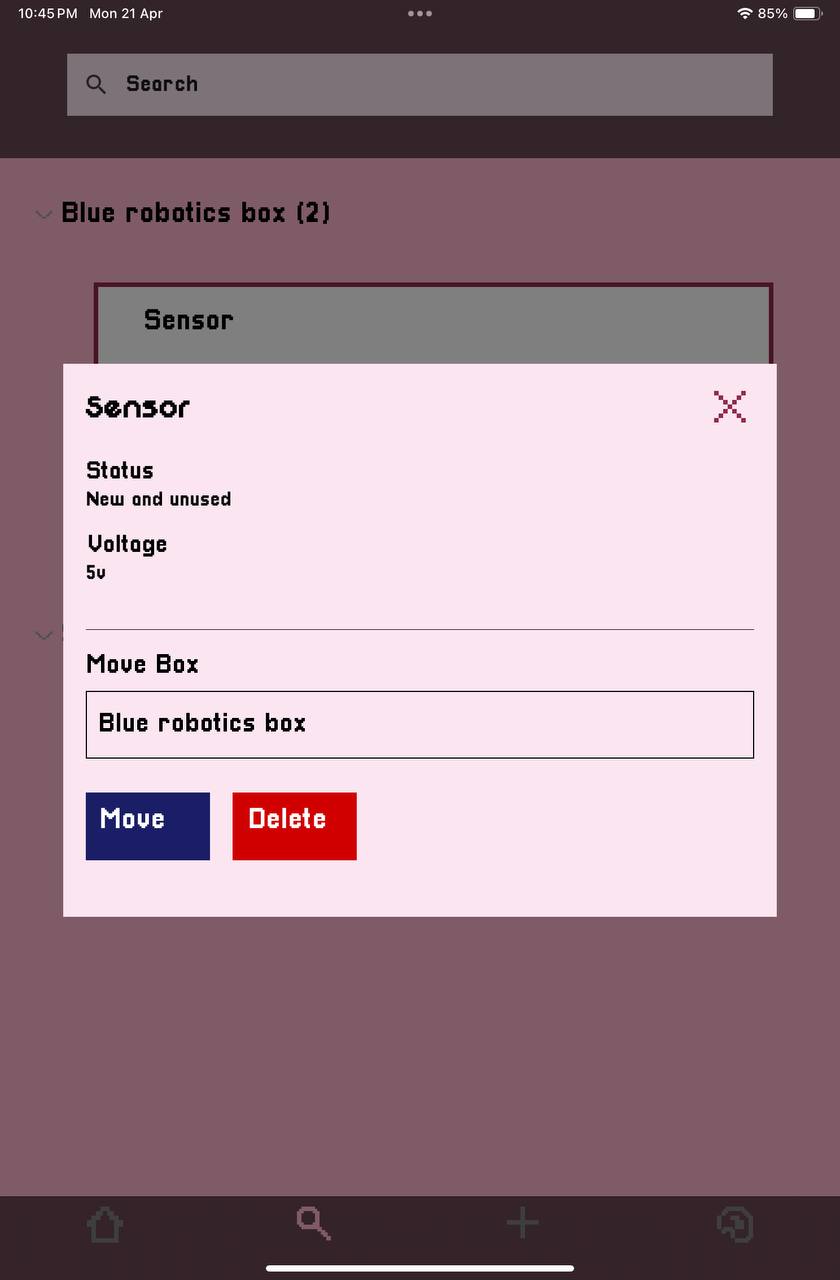 10:45 PM Mon 21 Apr
85%
Search
Blue robotics box (2)
Sensor
Sensor
Status
New and unused
Voltage
5v
Move Box
Blue robotics box
Move
Delete